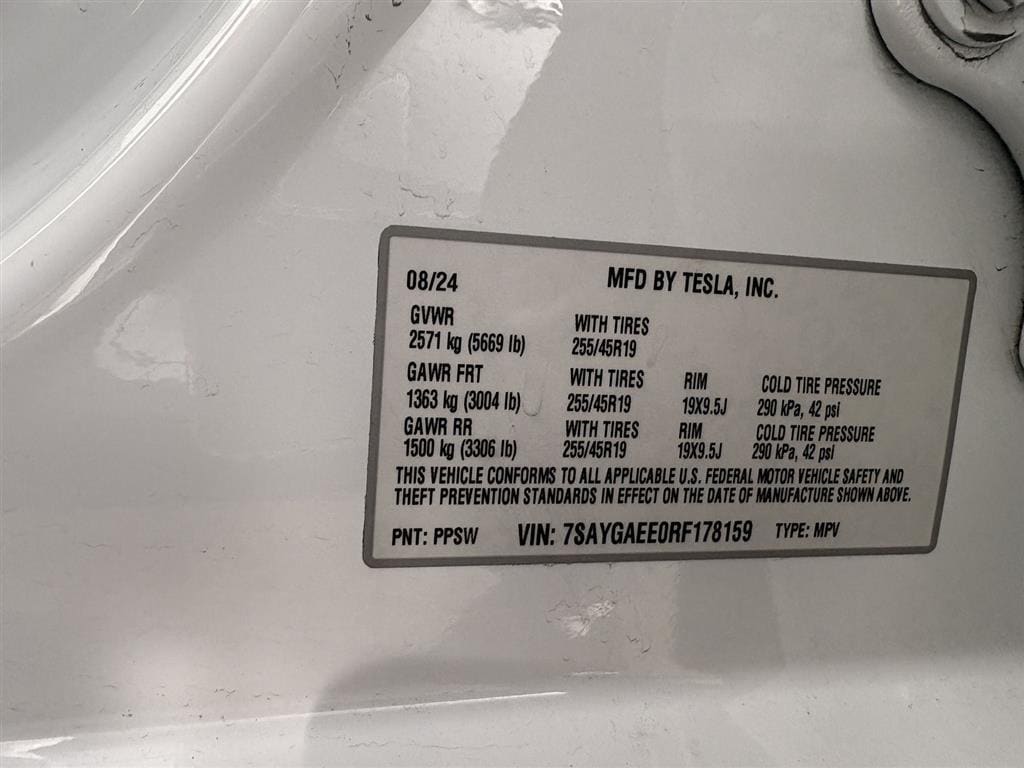 08/24 MFD BY TESLA, INC.
GVWR WITH TIRES
2571 kg (5669 lb) 255/45R19
GAWR FRT WITH TIRES RIM COLD TIRE PRESSURE
1363 kg (3004 lb) 255/45R19 19X9.5J 290 kPa, 42 psi
GAWR RR WITH TIRES RIM COLD TIRE PRESSURE
1500 kg (3306 lb) 255/45R19 19X9.5J 290 kPa, 42 psi
THIS VEHICLE CONFORMS TO ALL APPLICABLE U.S. FEDERAL MOTOR VEHICLE SAFETY AND
THEFT PREVENTION STANDARDS IN EFFECT ON THE DATE OF MANUFACTURE SHOWN ABOVE.
PNT: PPSW VIN: 7SAYGAEE0RF178159 TYPE: MPV